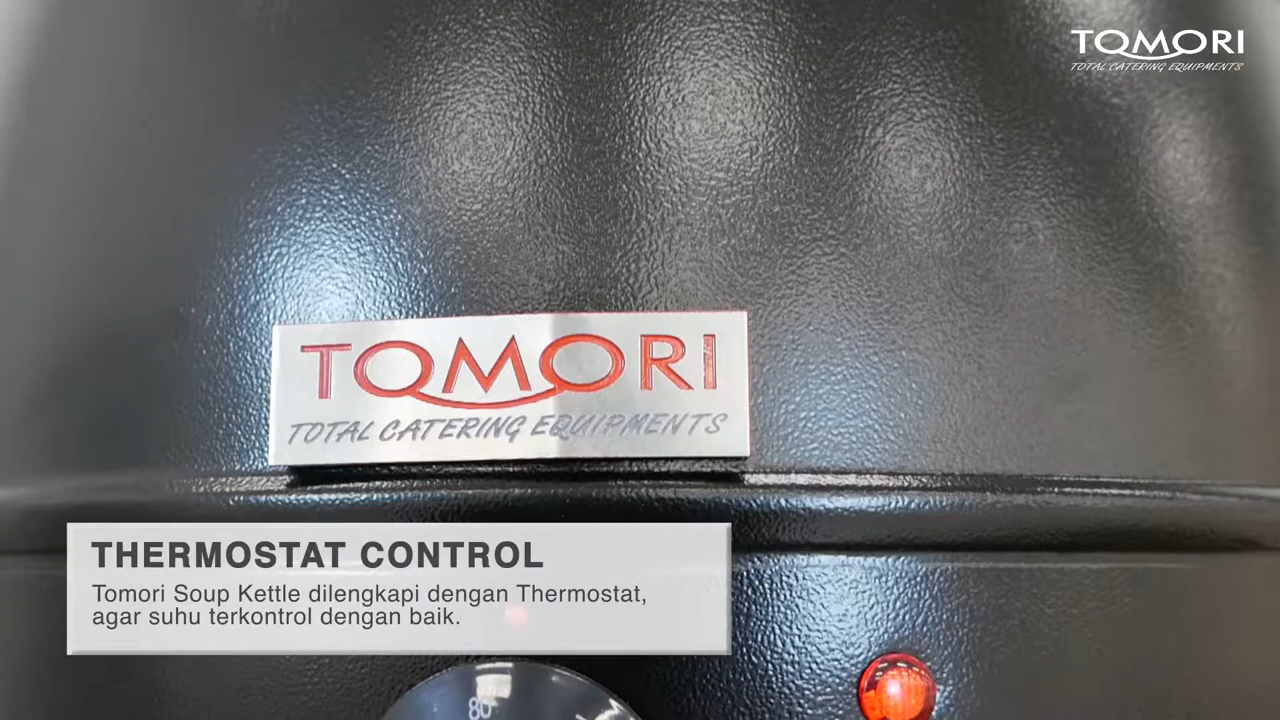 TOMORI
TOTAL CATERING EQUIPMENTS
TOMORI
TOTAL CATERING EQUIPMENTS
THERMOSTAT CONTROL
Tomori Soup Kettle dilengkapi dengan Thermostat,
agar suhu terkontrol dengan baik.
80